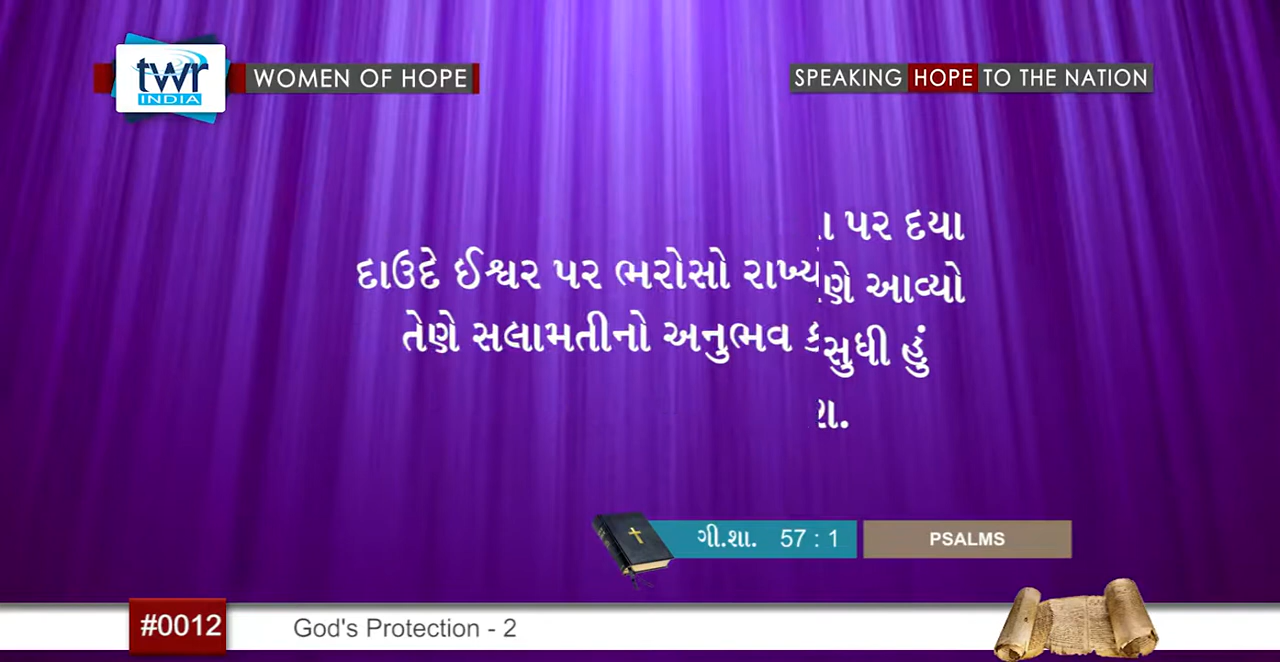 twr
INDIA
WOMEN OF HOPE
SPEAKING HOPE TO THE NATION
પર દયા
દાઉદે ઈશ્વર પર ભરોસો
આવ્યો
તેણે સલામતીનો અનુભવ
સુધી હું
ગી.શા. 57 : 1
PSALMS
#0012
God's Protection - 2